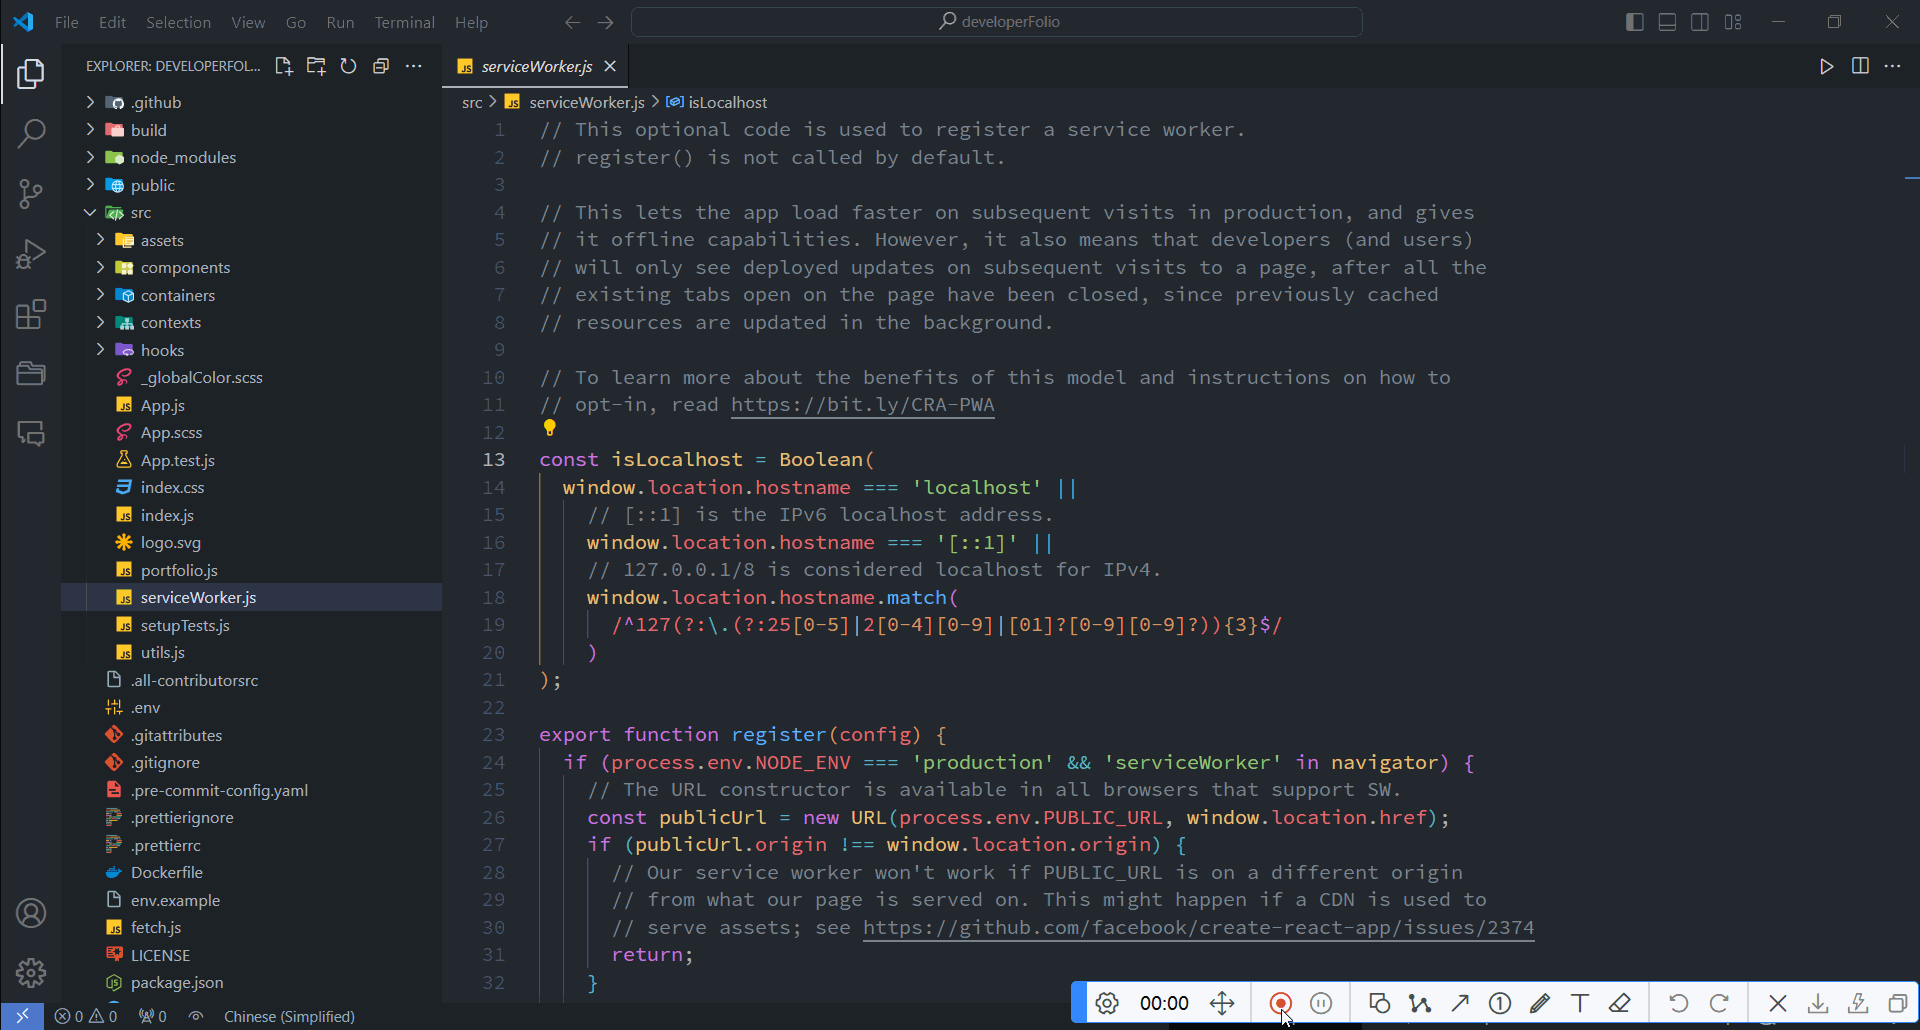 File Edit Selection View Go Run Terminal Help
developerFolio
EXPLORER: DEVELOPERFOL...
serviceWorker.js
.github
build
node_modules
public
src
assets
components
containers
contexts
hooks
_globalColor.scss
App.js
App.scss
App.test.js
index.css
index.js
logo.svg
portfolio.js
serviceWorker.js
setupTests.js
utils.js
.all-contributorsrc
.env
.gitattributes
.gitignore
.pre-commit-config.yaml
.prettierignore
.prettierrc
Dockerfile
env.example
fetch.js
LICENSE
package.json
src > serviceWorker.js > isLocalhost
1 // This optional code is used to register a service worker.
2 // register() is not called by default.
3
4 // This lets the app load faster on subsequent visits in production, and gives
5 // it offline capabilities. However, it also means that developers (and users)
6 // will only see deployed updates on subsequent visits to a page, after all the
7 // existing tabs open on the page have been closed, since previously cached
8 // resources are updated in the background.
9
10 // To learn more about the benefits of this model and instructions on how to
11 // opt-in, read https://bit.ly/CRA-PWA
12
13 const isLocalhost = Boolean(
14 window.location.hostname === 'localhost' ||
15 // [::1] is the IPv6 localhost address.
16 window.location.hostname === '[::1]' ||
17 // 127.0.0.1/8 is considered localhost for IPv4.
18 window.location.hostname.match(
19 /^127(?:\.(?:25[0-5]|2[0-4][0-9]|[01]?[0-9][0-9]?)){3}$/
20 )
21 );
22
23 export function register(config) {
24 if (process.env.NODE_ENV === 'production' && 'serviceWorker' in navigator) {
25 // The URL constructor is available in all browsers that support SW.
26 const publicUrl = new URL(process.env.PUBLIC_URL, window.location.href);
27 if (publicUrl.origin !== window.location.origin) {
28 // Our service worker won't work if PUBLIC_URL is on a different origin
29 // from what our page is served on. This might happen if a CDN is used to
30 // serve assets; see https://github.com/facebook/create-react-app/issues/2374
31 return;
32 }
0 0 0 Chinese (Simplified)
00:00